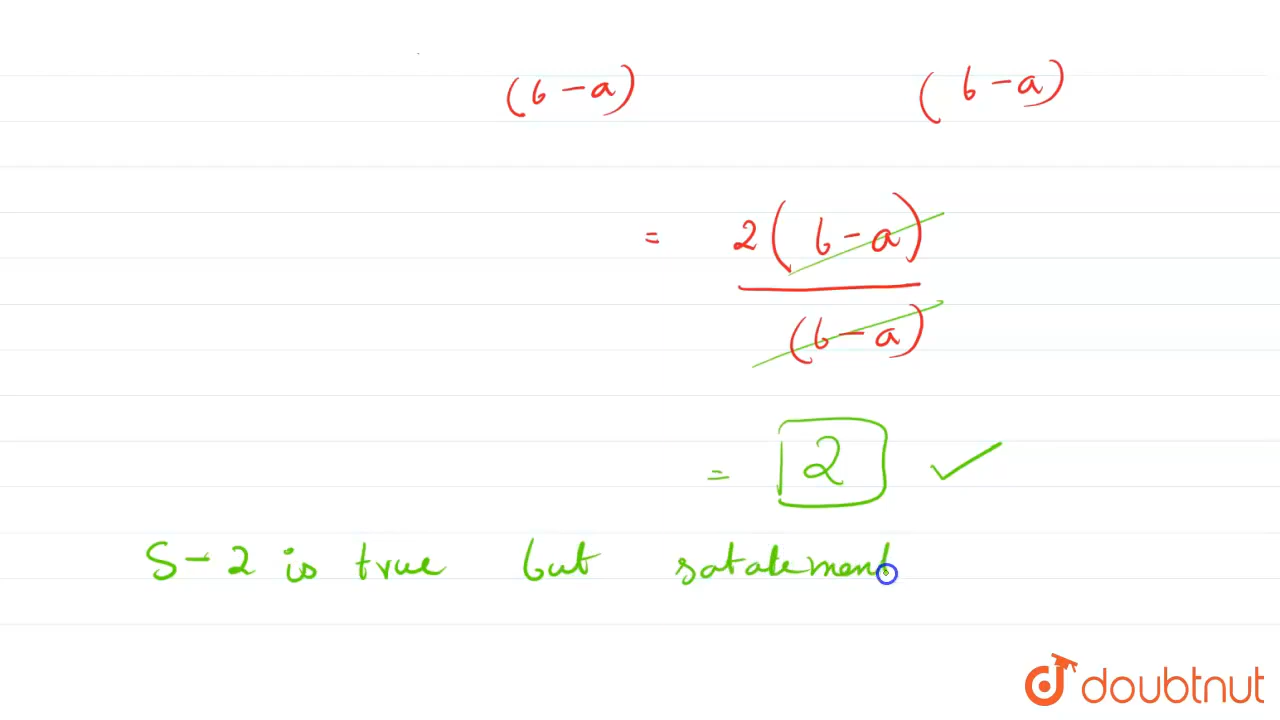 (b-a) (b-a)
= 2(b-a)
(b-a)
= 2 ✓
S-2 is true but satatement
doubtnut